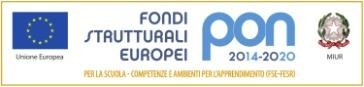 FONDI
STRUTTURALI
EUROPEI
pon
2014-2020
Unione Europea
MIUR
PER LA SCUOLA - COMPETENZE E AMBIENTI PER L'APPRENDIMENTO (FSE-FESR)